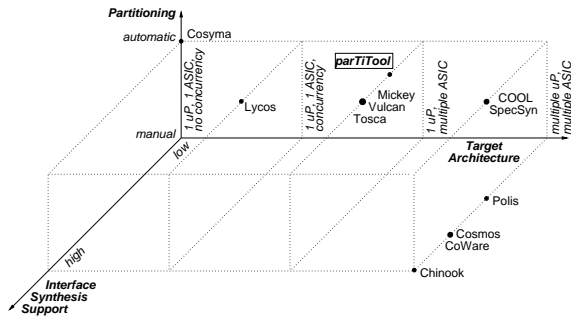 Partitioning
automatic
Cosyma
parTiTool
1 uP, 1 ASIC,
no concurrency
1 uP, 1 ASIC,
concurrency
1 uP,
multiple ASIC
multiple uP,
multiple ASIC
Lycos
Mickey
Vulcan
Tosca
COOL
SpecSyn
manual
low
Target
Architecture
Polis
Cosmos
CoWare
high
Chinook
Interface
Synthesis
Support